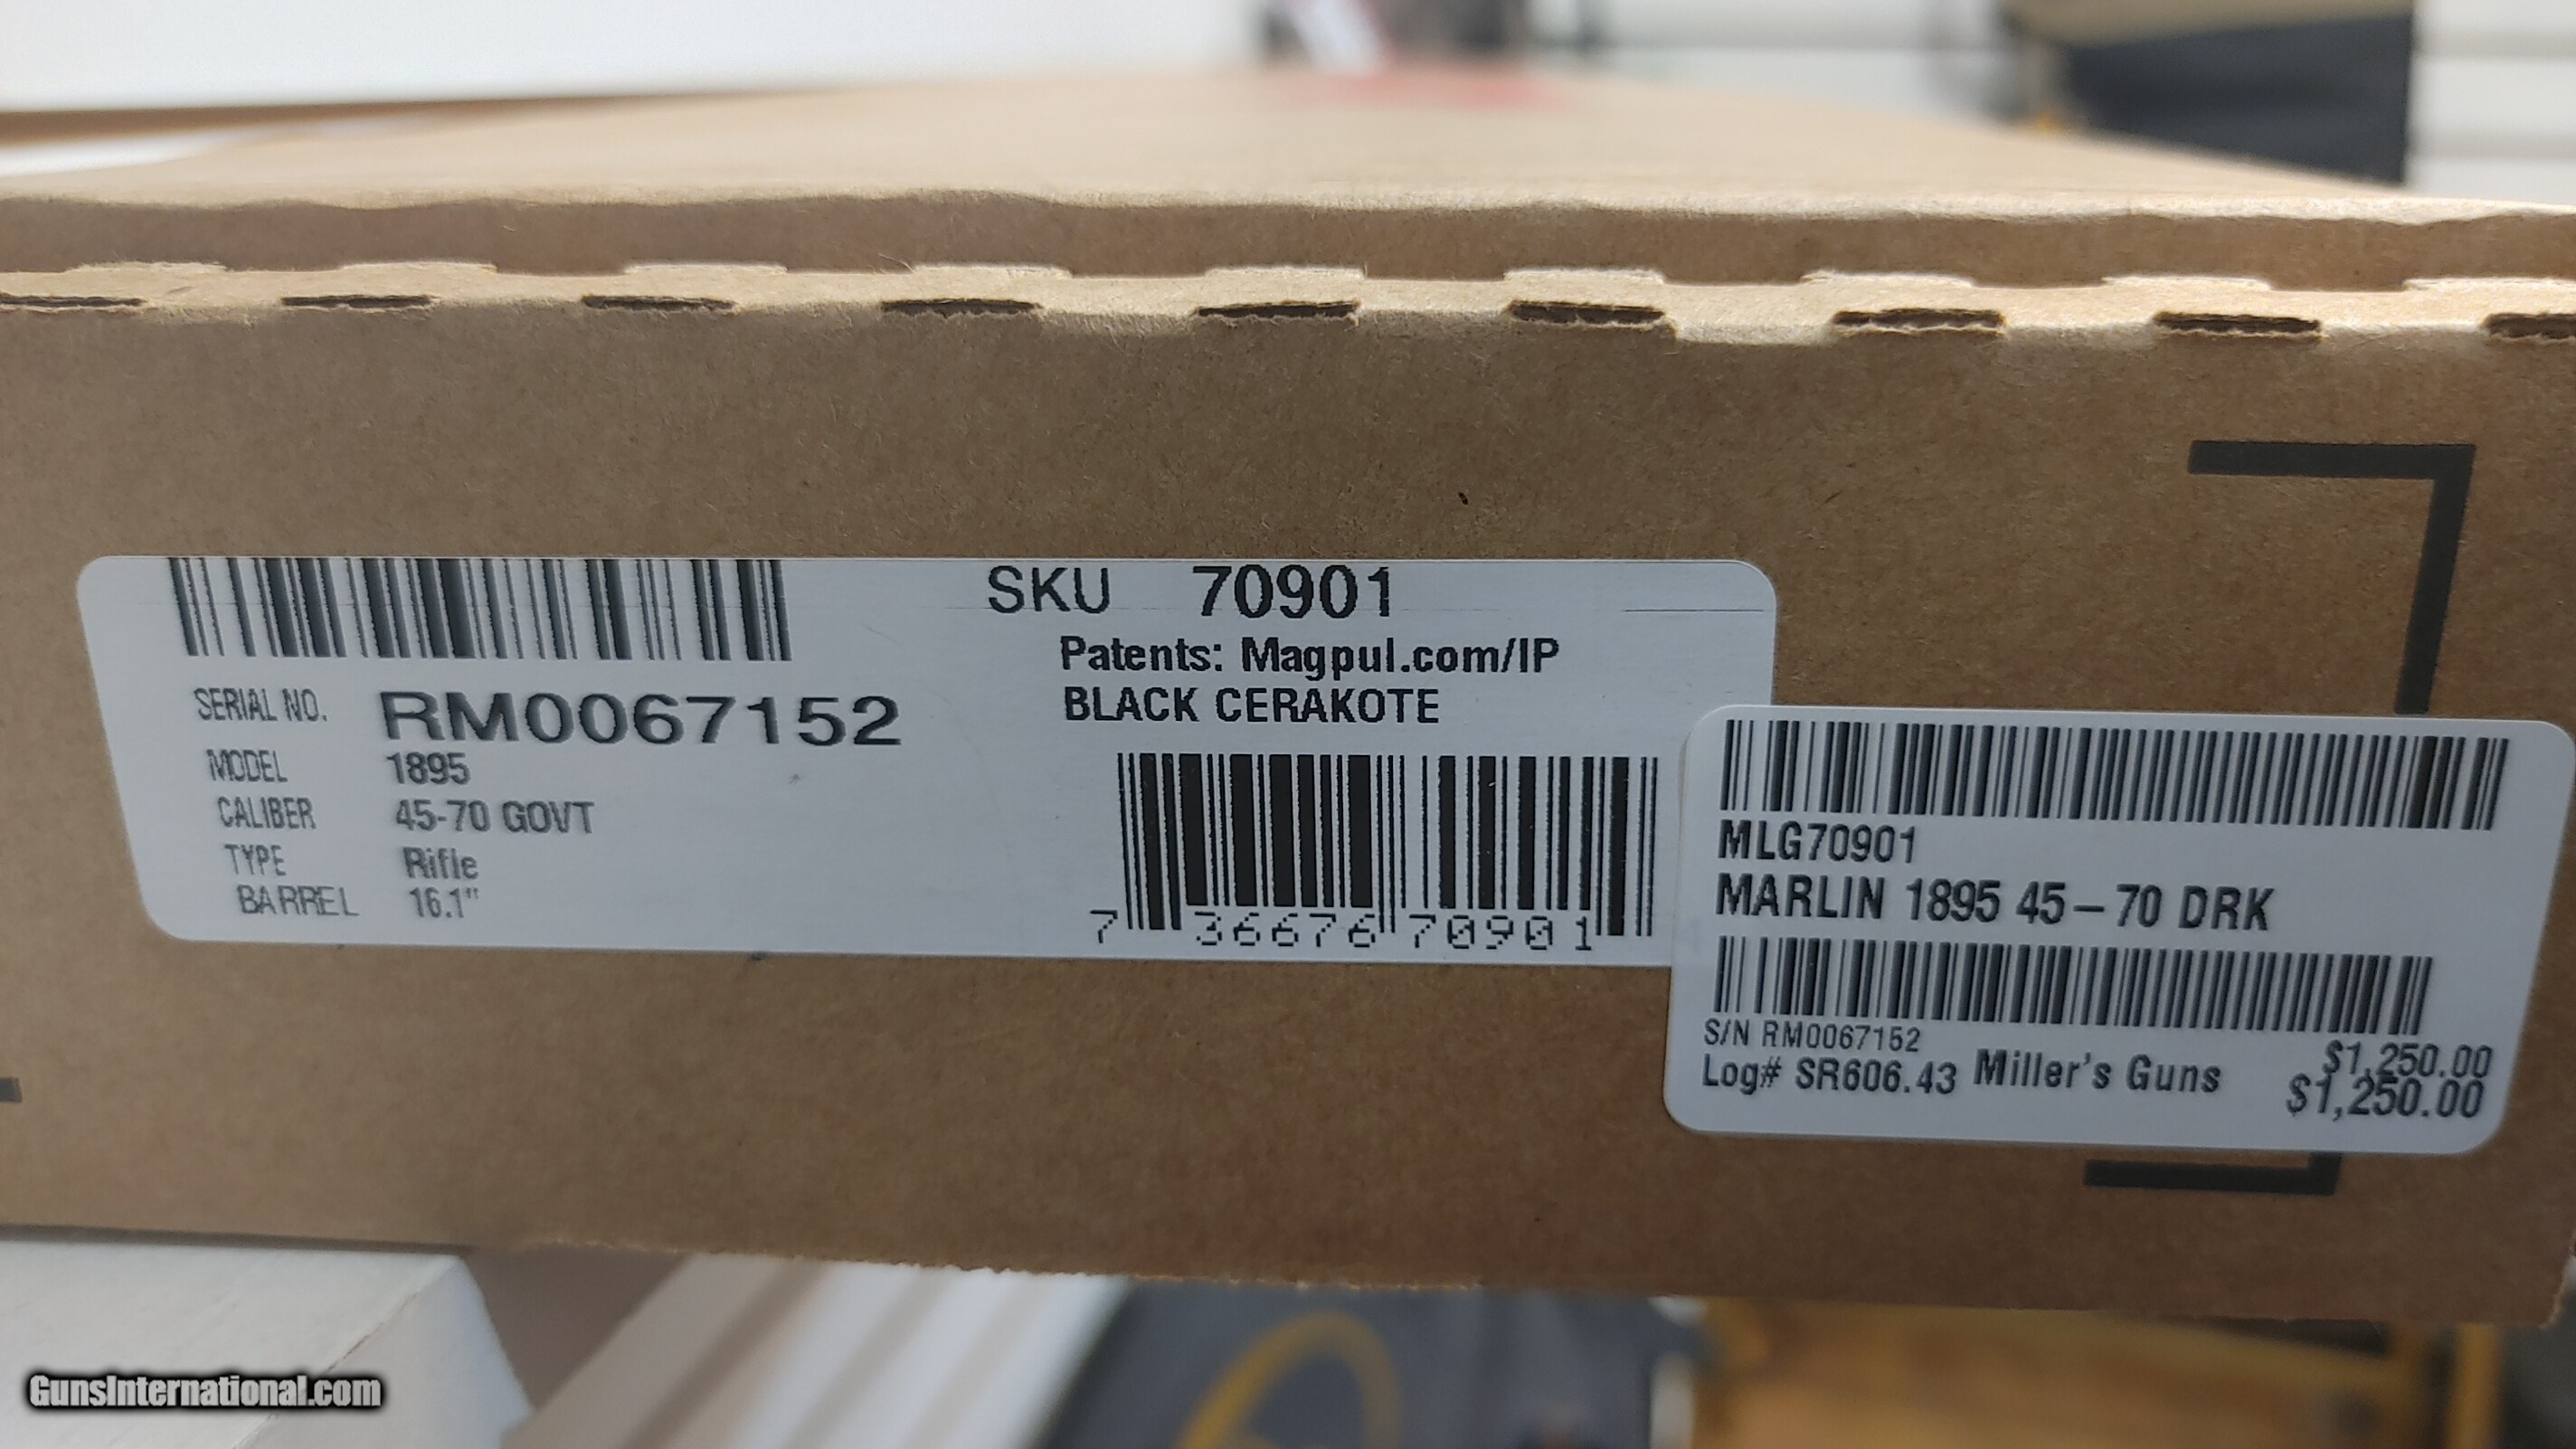 SKU 70901
Patents: Magpul.com/IP
BLACK CERAKOTE
SERIAL NO. RM0067152
MODEL 1895
CALIBER 45-70 GOVT
TYPE Rifle
BARREL 16.1"
7 36676 70901
MLG70901
MARLIN 1895 45-70 DRK
S/N RM0067152
$1,250.00
Log# SR606.43 Miller's Guns
$1,250.00
GunsInternational.com